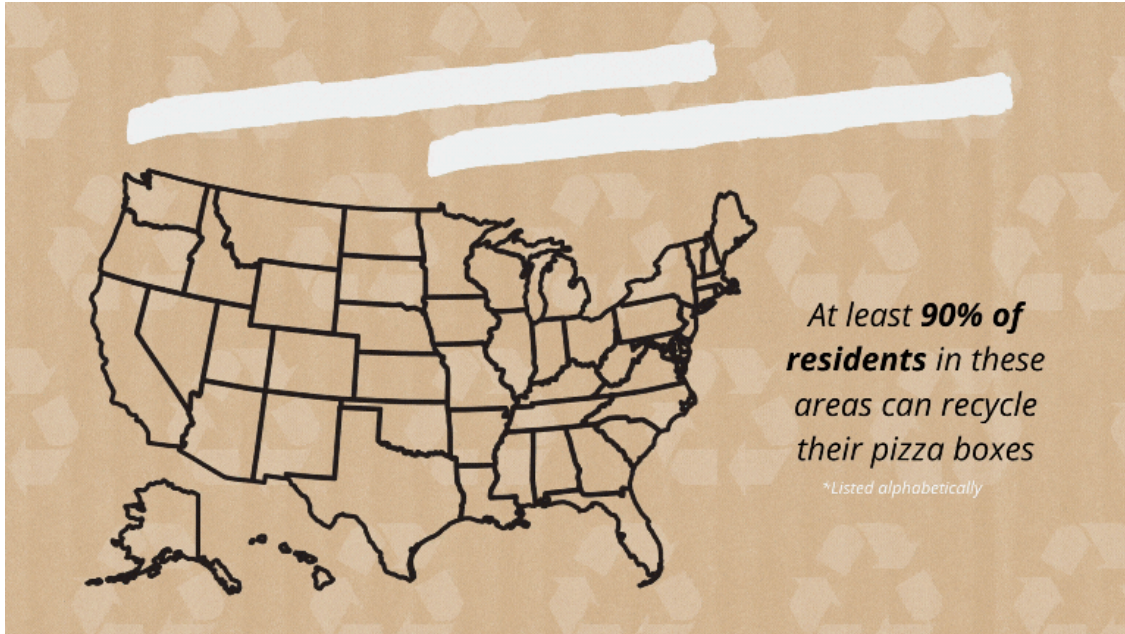 At least 90% of
residents in these
areas can recycle
their pizza boxes
*Listed alphabetically